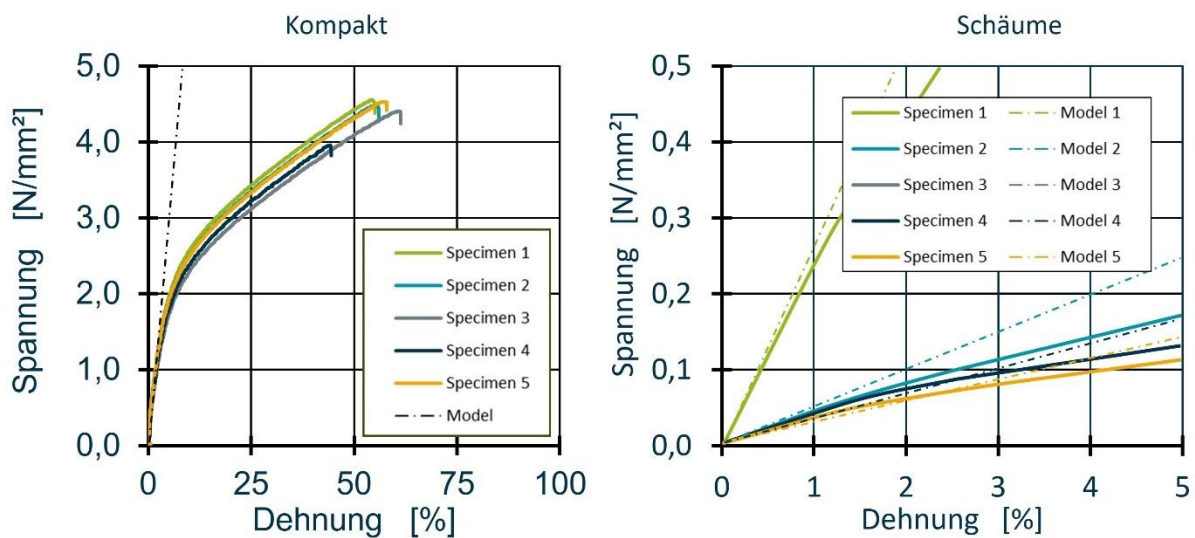 Kompakt
Spannung [N/mm²]
5,0
4,0
3,0
2,0
1,0
0,0
Specimen 1
Specimen 2
Specimen 3
Specimen 4
Specimen 5
Model
0 25 50 75 100
Dehnung [%]
Schäume
Spannung [N/mm²]
0,5
0,4
0,3
0,2
0,1
0,0
Specimen 1 Model 1
Specimen 2 Model 2
Specimen 3 Model 3
Specimen 4 Model 4
Specimen 5 Model 5
0 1 2 3 4 5
Dehnung [%]